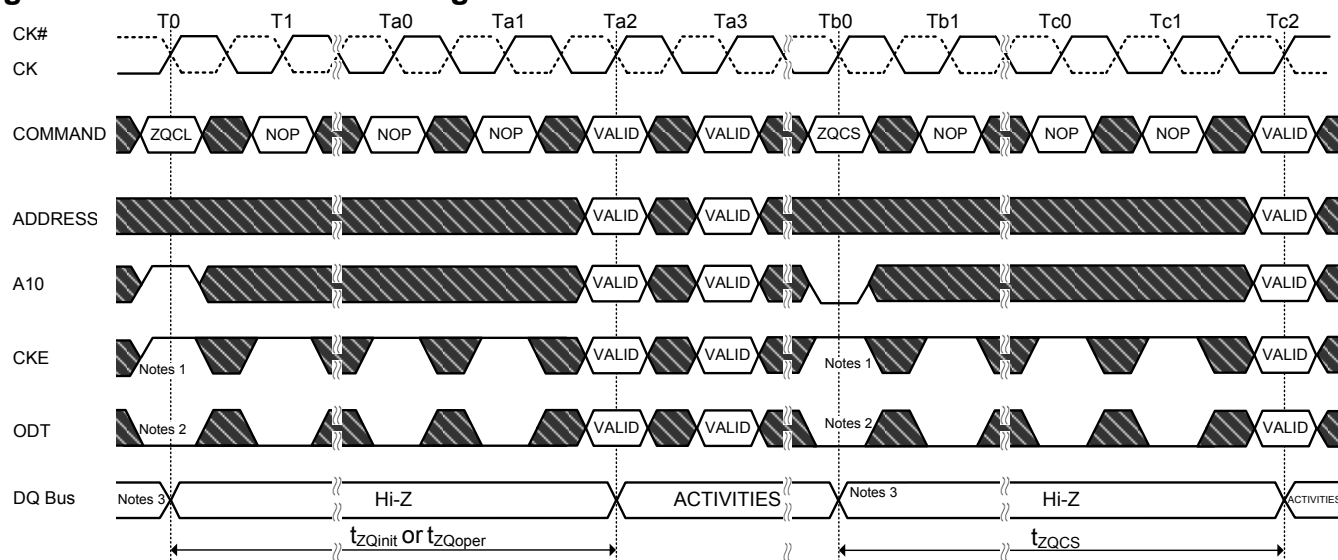 T0 T1 Ta0 Ta1 Ta2 Ta3 Tb0 Tb1 Tc0 Tc1 Tc2
CK#
CK
COMMAND ZQCL NOP NOP NOP VALID VALID ZQCS NOP NOP NOP VALID
ADDRESS VALID VALID VALID
A10 VALID VALID VALID
CKE Notes 1 VALID VALID Notes 1 VALID
ODT Notes 2 VALID VALID Notes 2 VALID
DQ Bus Notes 3 Hi-Z ACTIVITIES Notes 3 Hi-Z ACTIVITIES
tZQinit or tZQoper tZQCS